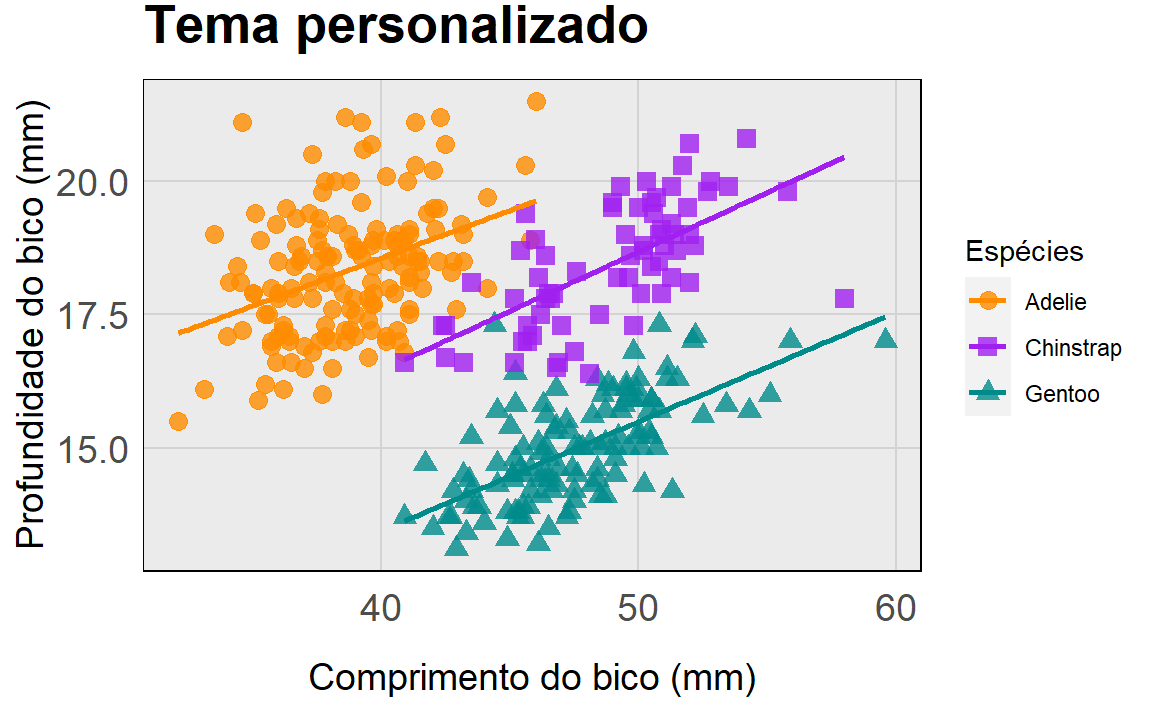 Tema personalizado
Profundidade do bico (mm)
20.0
17.5
15.0
40
50
60
Comprimento do bico (mm)
Espécies
Adelie
Chinstrap
Gentoo